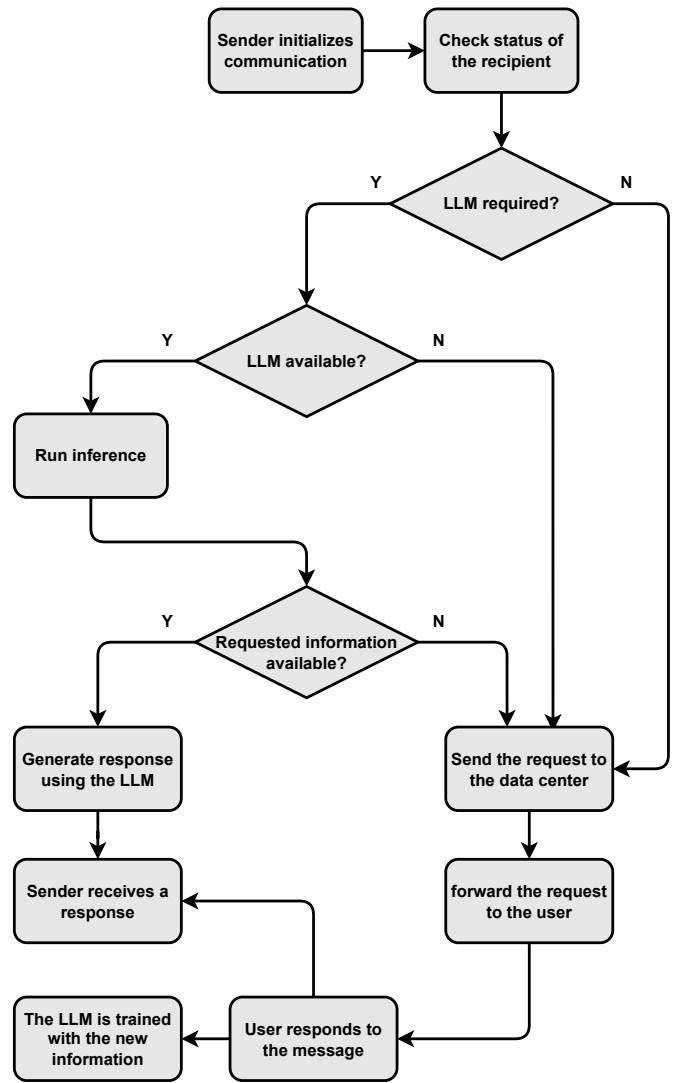 Sender initializes
communication
Check status of
the recipient
Y
N
LLM required?
Y
N
LLM available?
Run inference
Y
N
Requested information
available?
Generate response
using the LLM
Send the request to
the data center
Sender receives a
response
forward the request
to the user
The LLM is trained
with the new
information
User responds to
the message